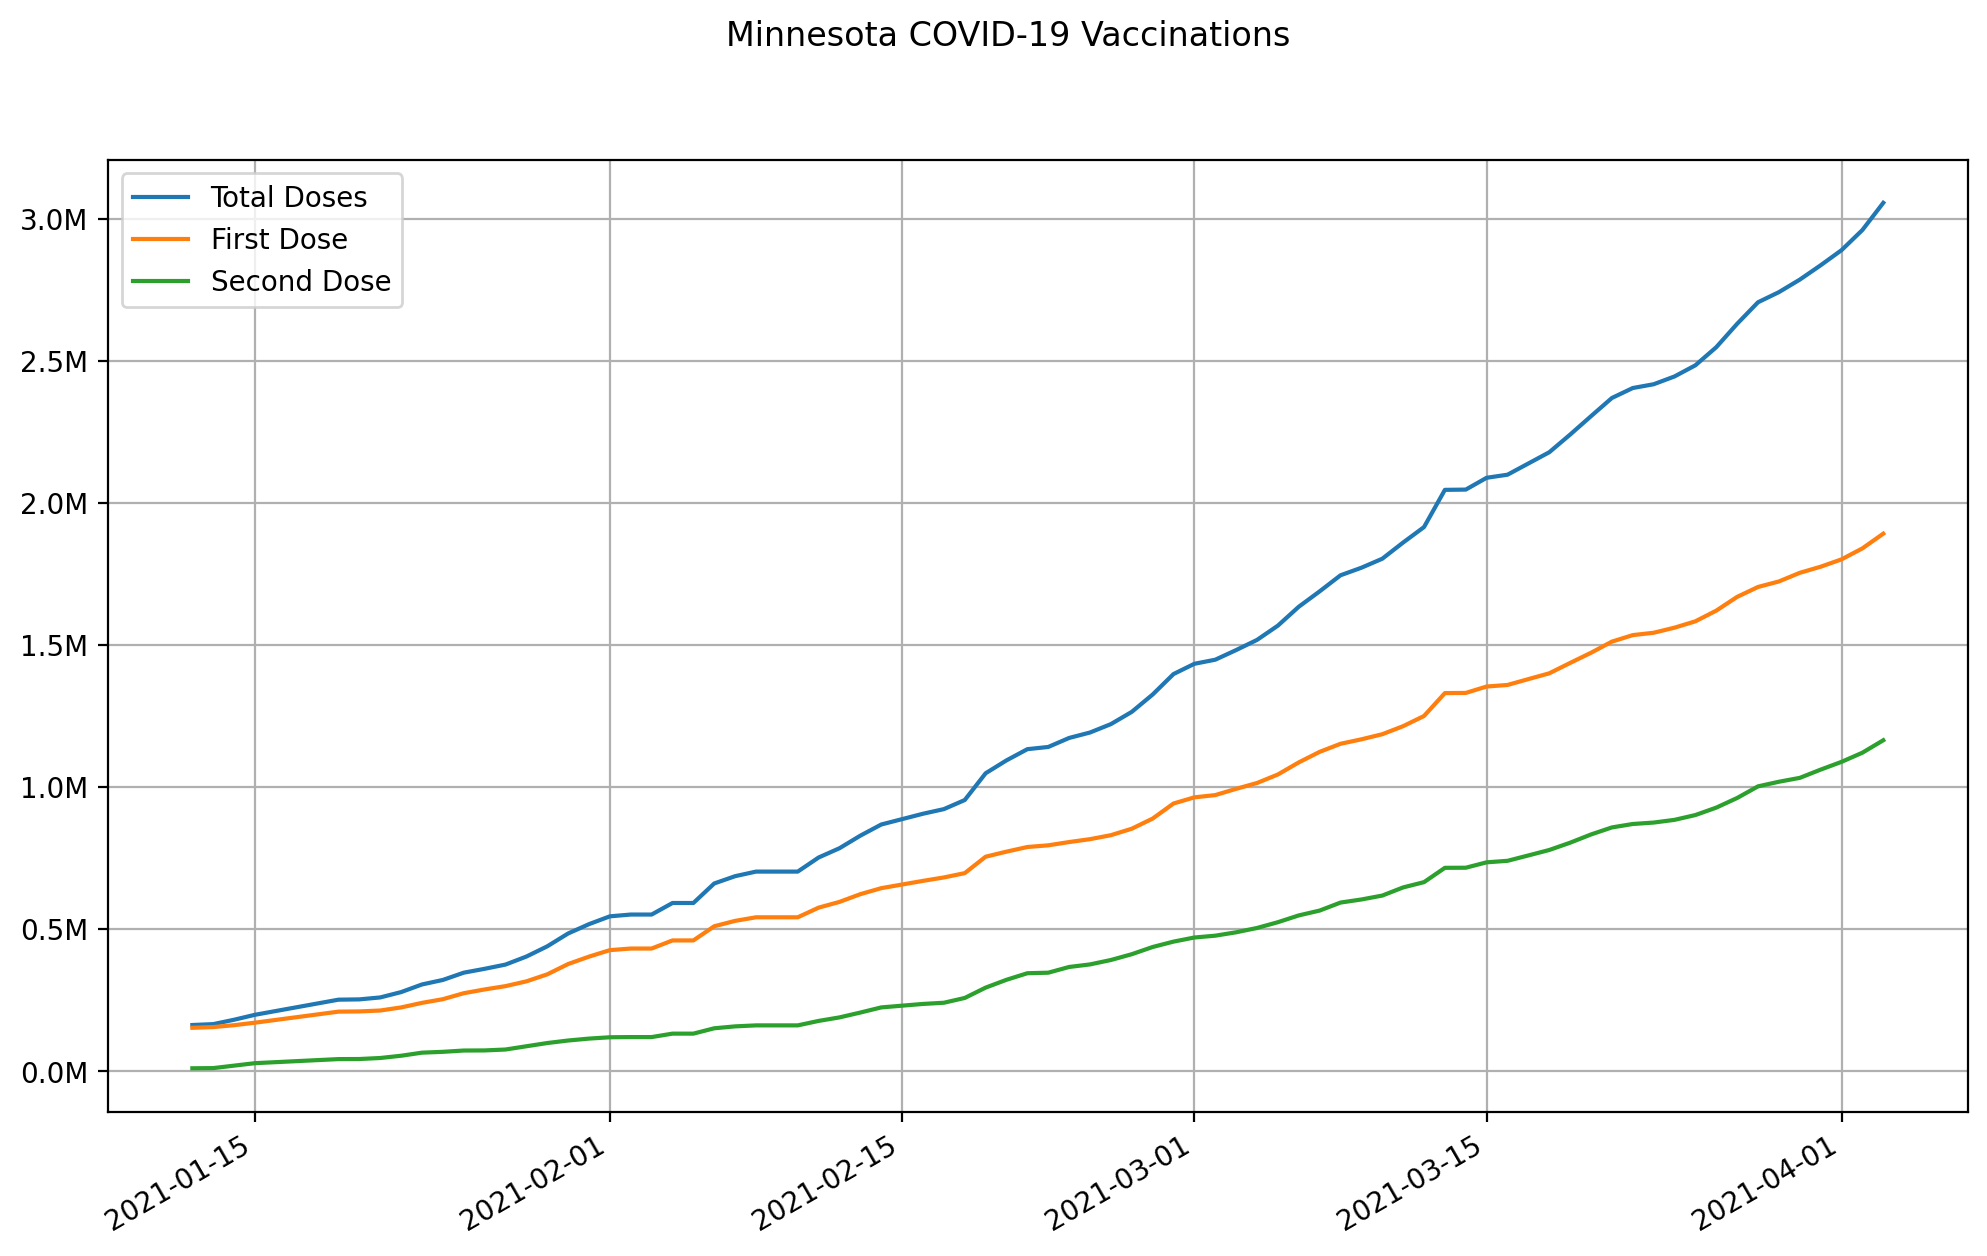 Minnesota COVID-19 Vaccinations
Total Doses
First Dose
Second Dose
3.0M
2.5M
2.0M
1.5M
1.0M
0.5M
0.0M
2021-01-15
2021-02-01
2021-02-15
2021-03-01
2021-03-15
2021-04-01